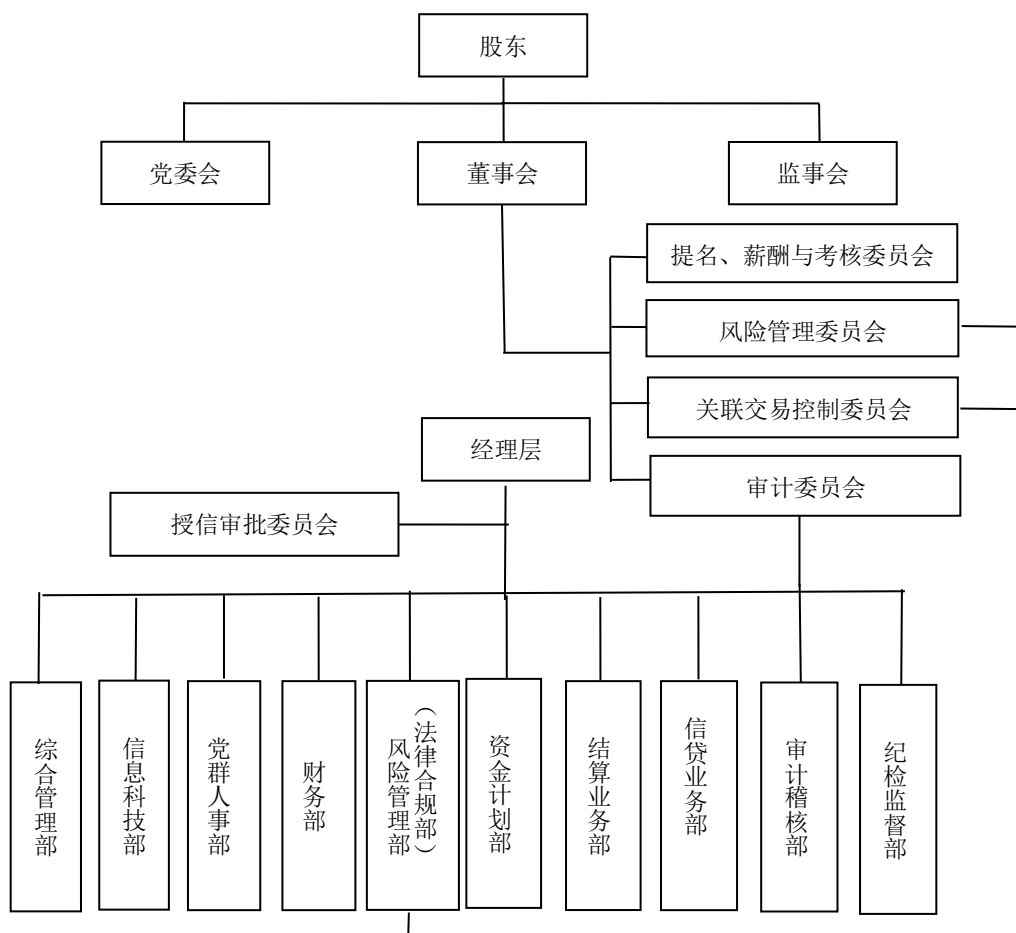 股东
党委会
董事会
监事会
提名、薪酬与考核委员会
风险管理委员会
关联交易控制委员会
审计委员会
经理层
授信审批委员会
综合管理部
信息科技部
党群人事部
财务部
风险管理部
（法律合规部）
资金计划部
结算业务部
信贷业务部
审计稽核部
纪检监督部